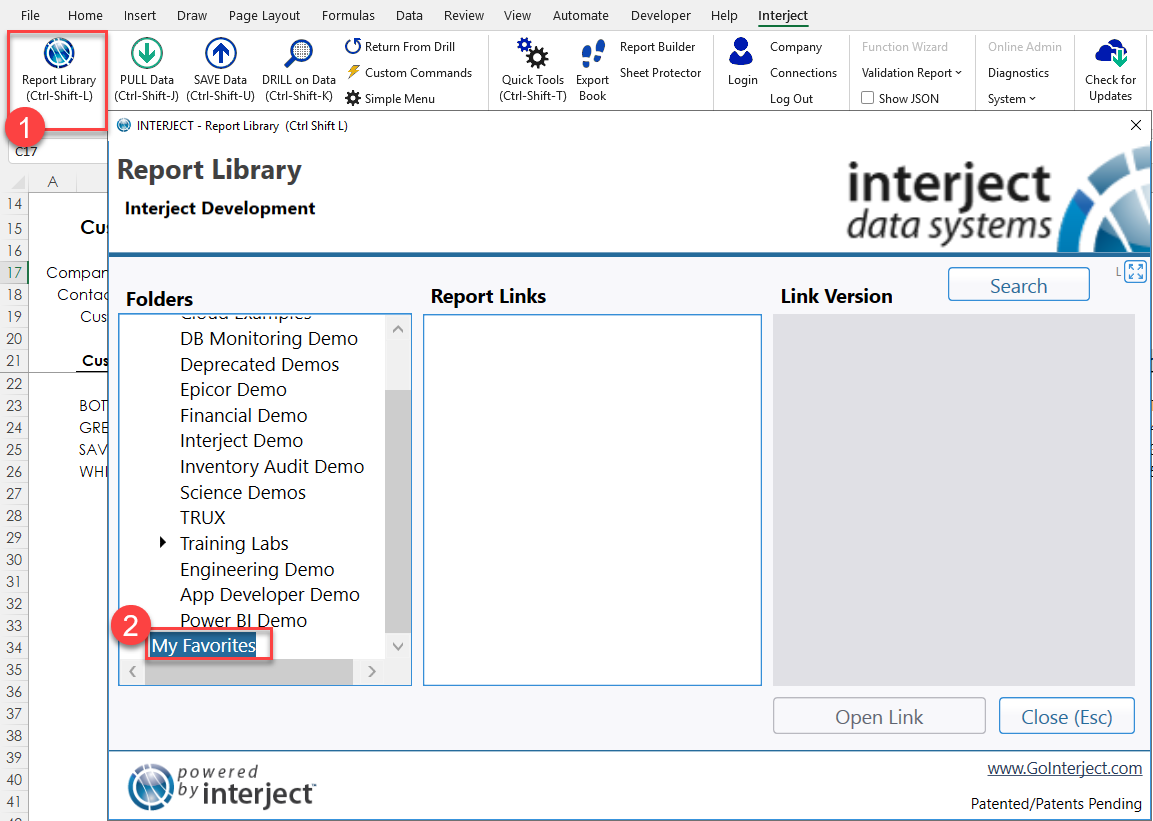 File Home Insert Draw Page Layout Formulas Data Review View Automate Developer Help Interject
Report Library
(Ctrl-Shift-L)
PULL Data
(Ctrl-Shift-J)
SAVE Data
(Ctrl-Shift-U)
DRILL on Data
(Ctrl-Shift-K)
Return From Drill
Custom Commands
Simple Menu
Quick Tools
(Ctrl-Shift-T)
Export
Book
Report Builder
Sheet Protector
Login
Company
Connections
Log Out
Function Wizard
Validation Report
Show JSON
Online Admin
Diagnostics
System
Check for
Updates
1
C17
A
14
15 Cus
16
17 Compan
18 Contac
19 Cus
20
21 Cus
22
23 BOT
24 GRE
25 SAV
26 WHI
27
28
29
30
31
32
33
34
35
36
37
38
39
40
41
INTERJECT - Report Library (Ctrl Shift L)
Report Library
Interject Development
interject
data systems
Folders
Cloud Examples
DB Monitoring Demo
Deprecated Demos
Epicor Demo
Financial Demo
Interject Demo
Inventory Audit Demo
Science Demos
TRUX
Training Labs
Engineering Demo
App Developer Demo
Power BI Demo
2
My Favorites
Report Links
Link Version
Search
L
Open Link
Close (Esc)
powered
by interject™
www.GoInterject.com
Patented/Patents Pending